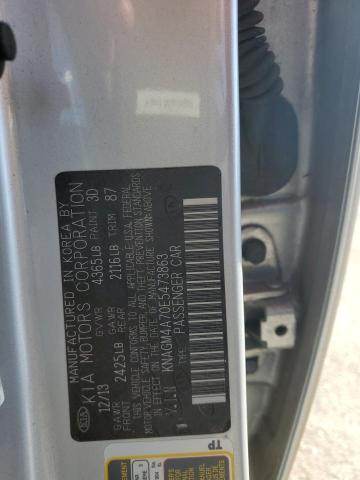 MANUFACTURED IN KOREA BY
KIA MOTORS CORPORATION
KIA
12/13 GVWR 4365LB PAINT 3D
GAWR FRONT 2425LB GAWR REAR 2116LB TRIM 87
THIS VEHICLE CONFORMS TO ALL APPLICABLE U.S.A. FEDERAL
MOTOR VEHICLE SAFETY, BUMPER, AND THEFT PREVENTION STANDARDS
IN EFFECT ON THE DATE OF MANUFACTURE SHOWN ABOVE.
V.I.N KNAGM4A70E5473863
TYPE PASSENGER CAR
TP